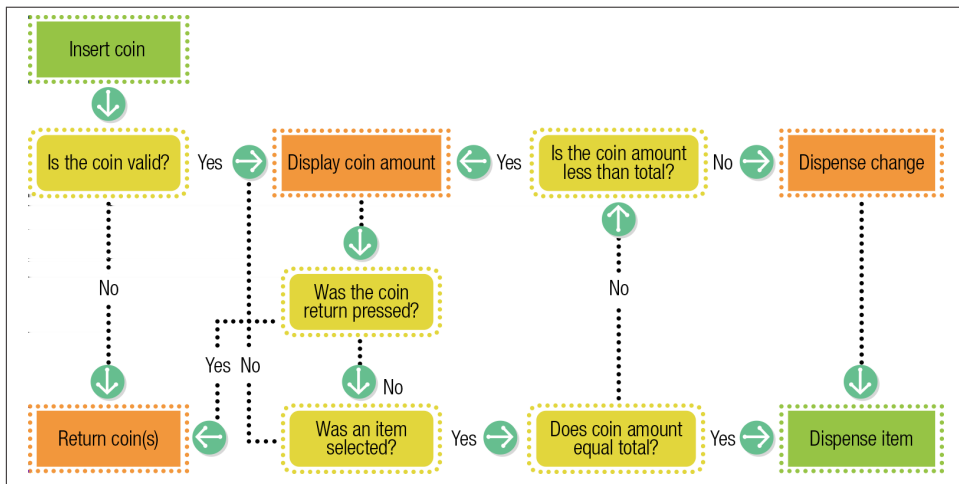 Insert coin
Is the coin valid?
Yes
Display coin amount
Yes
Is the coin amount
less than total?
No
Dispense change
No
Was the coin
return pressed?
No
Yes
No
No
Return coin(s)
Was an item
selected?
Yes
Does coin amount
equal total?
Yes
Dispense item